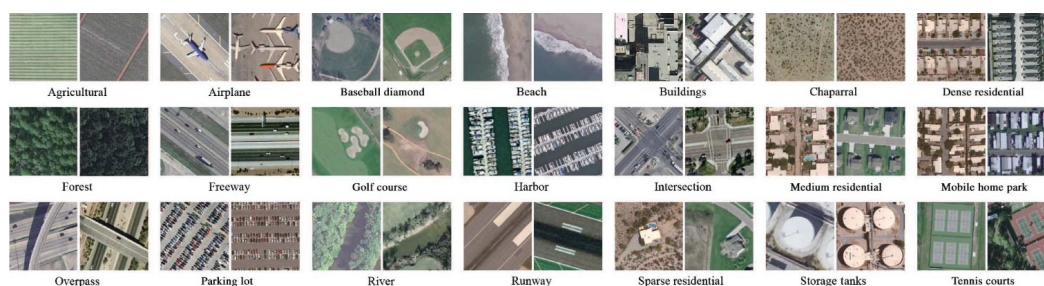 Agricultural Airplane Baseball diamond Beach Buildings Chaparral Dense residential
Forest Freeway Golf course Harbor Intersection Medium residential Mobile home park
Overpass Parking lot River Runway Sparse residential Storage tanks Tennis courts